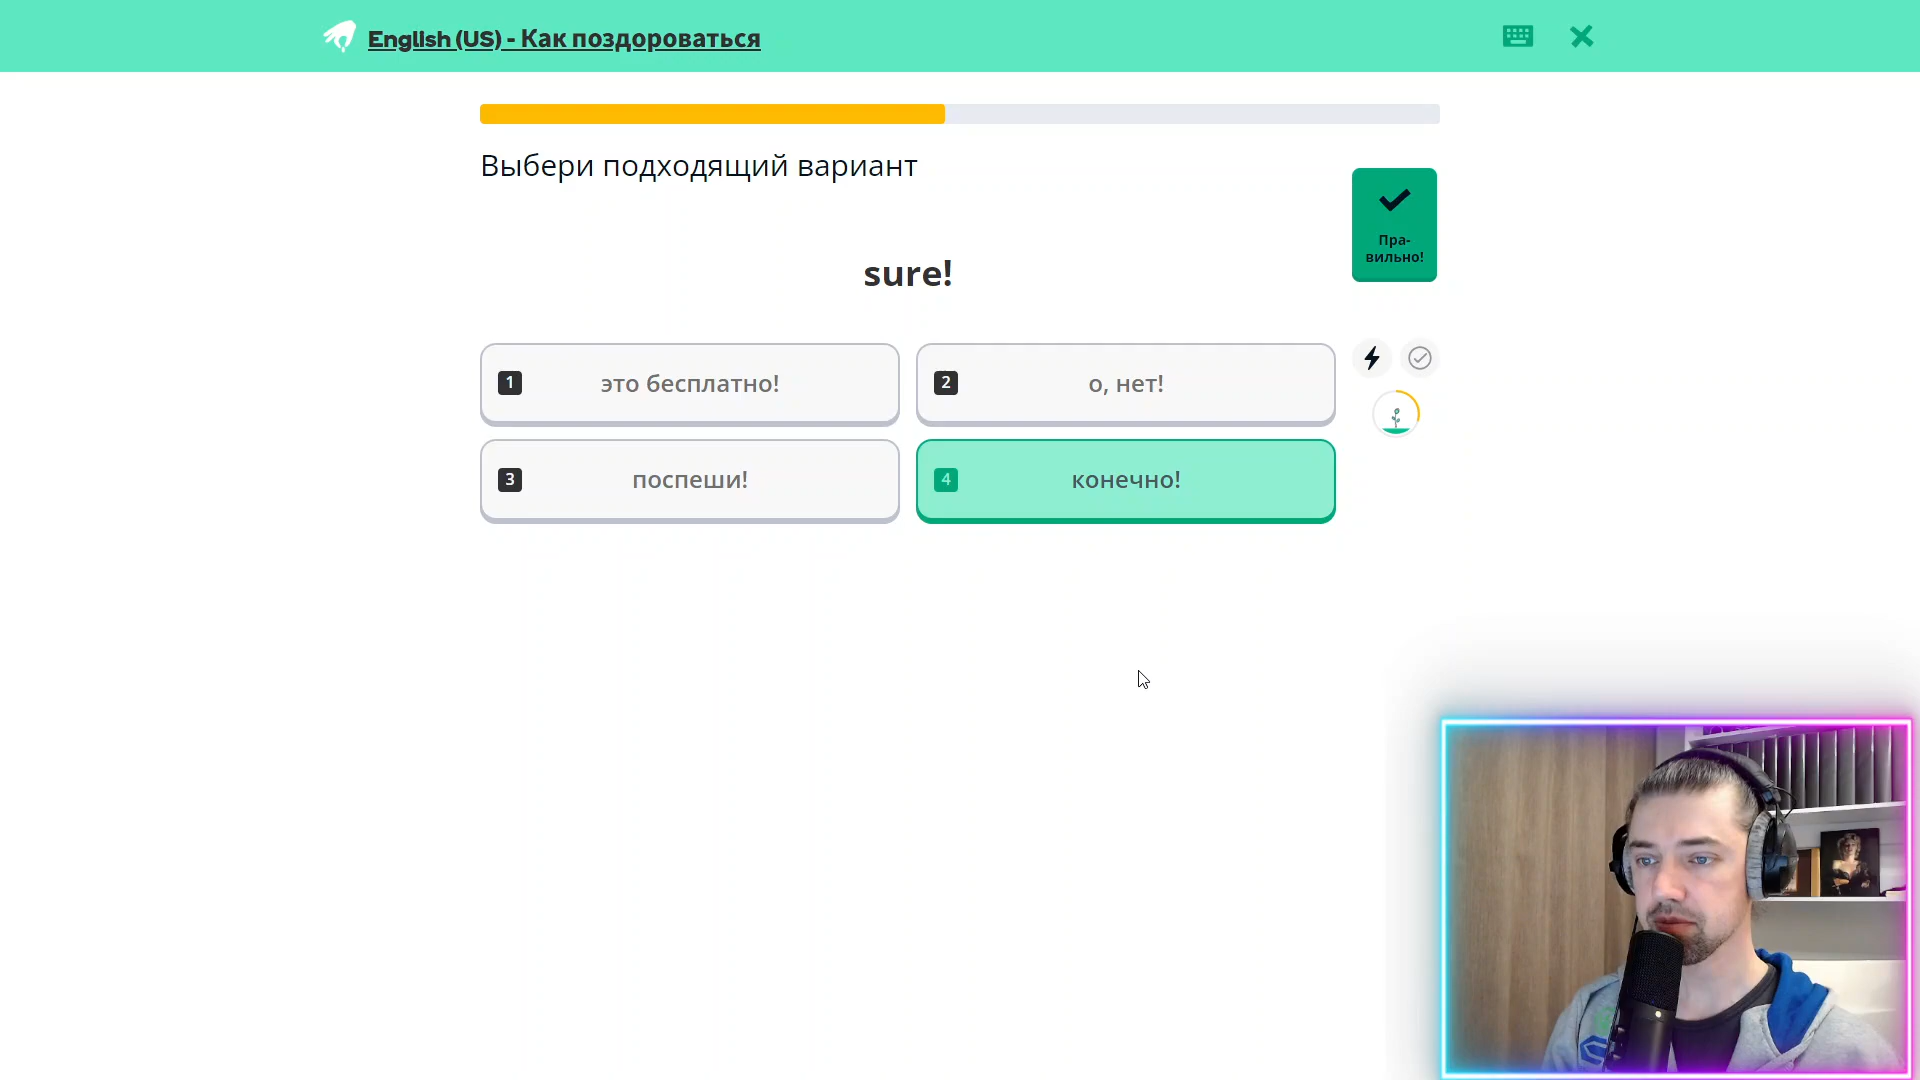 English (US) - Как поздороваться
Выбери подходящий вариант
Пра-
вильно!
sure!
1 это бесплатно!
2 о, нет!
3 поспеши!
4 конечно!